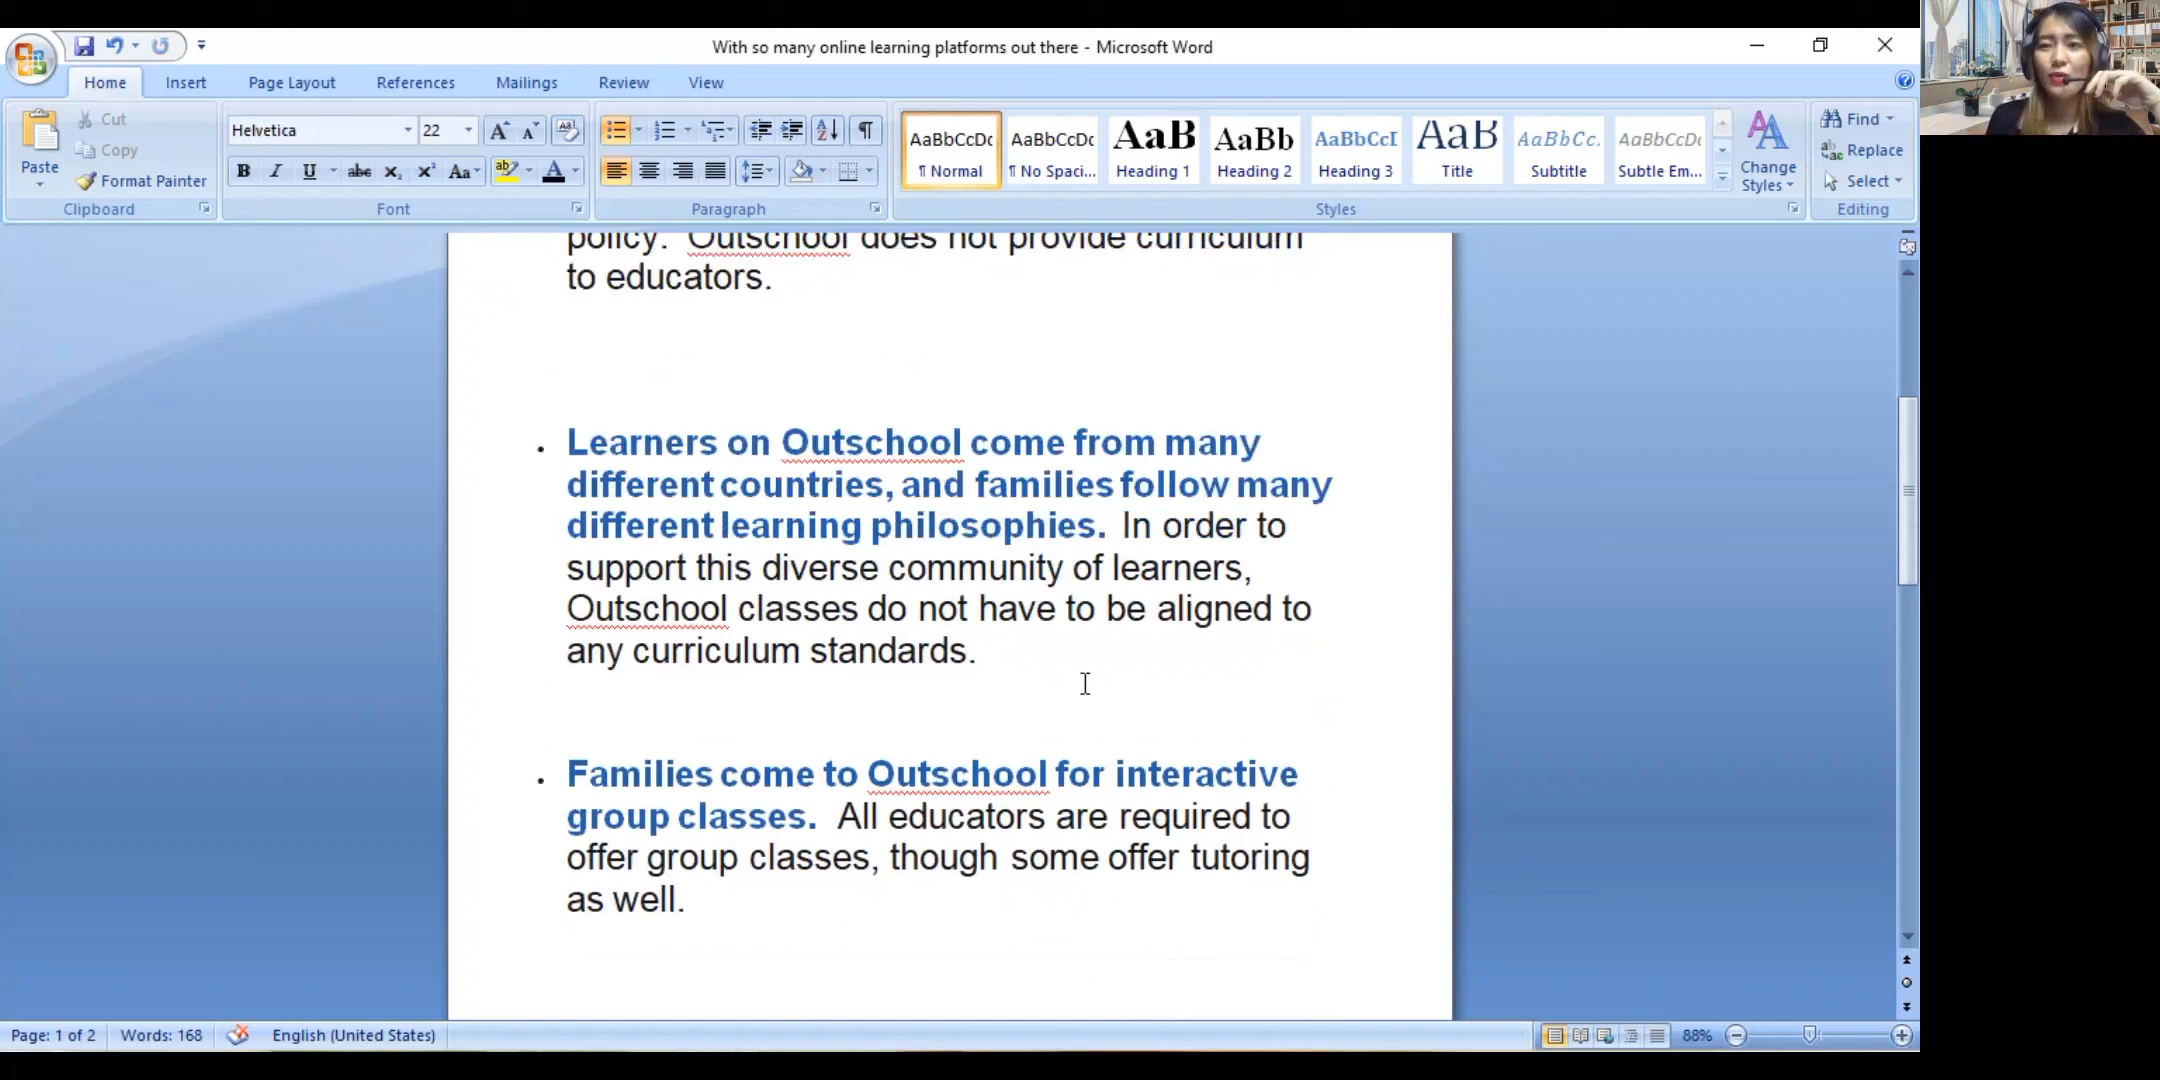 With so many online learning platforms out there - Microsoft Word
Home Insert Page Layout References Mailings Review View
Cut
Copy
Format Painter
Paste
Clipboard
Helvetica 22
Font
Paragraph
AaBbCcDc AaBbCcDc AaB AaBb AaBbCcI AaB AaBbCc. AaBbCcDc
¶ Normal ¶ No Spaci... Heading 1 Heading 2 Heading 3 Title Subtitle Subtle Em...
Change
Styles
Styles
Find
Replace
Select
Editing
policy. Outschool does not provide curriculum
to educators.
• Learners on Outschool come from many
different countries, and families follow many
different learning philosophies. In order to
support this diverse community of learners,
Outschool classes do not have to be aligned to
any curriculum standards.
• Families come to Outschool for interactive
group classes. All educators are required to
offer group classes, though some offer tutoring
as well.
Page: 1 of 2 Words: 168 English (United States) 88%